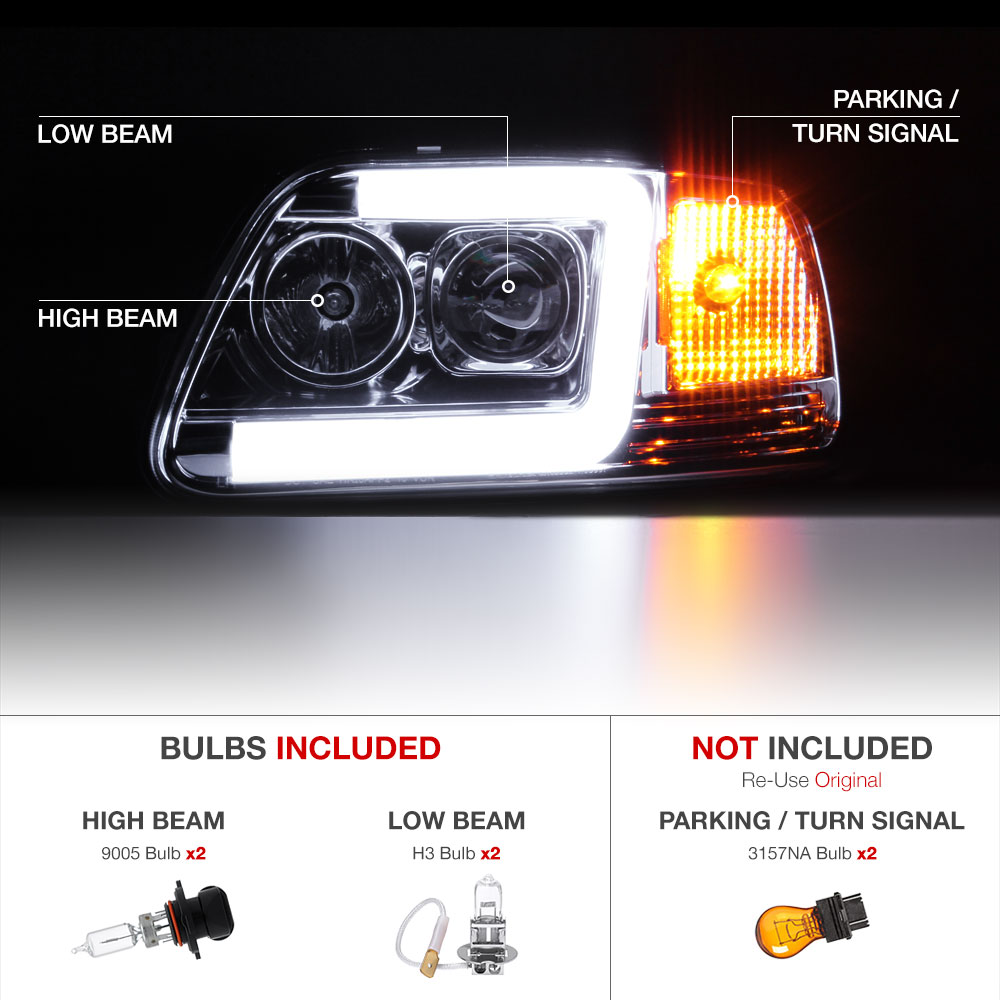 PARKING /
TURN SIGNAL
LOW BEAM
HIGH BEAM
BULBS INCLUDED
HIGH BEAM
9005 Bulb x2
LOW BEAM
H3 Bulb x2
NOT INCLUDED
Re-Use Original
PARKING / TURN SIGNAL
3157NA Bulb x2